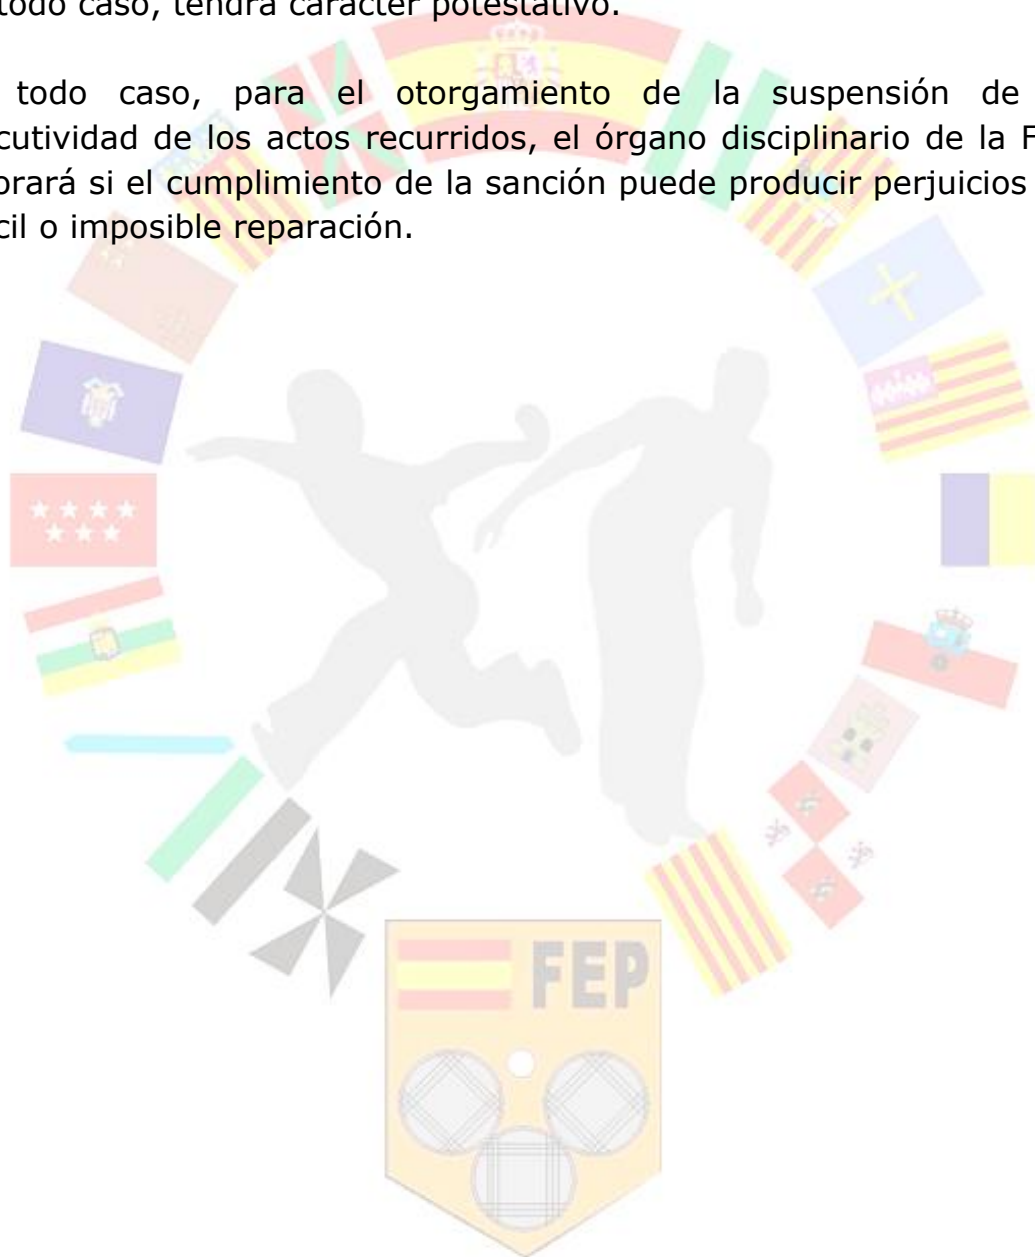 todo caso, tendrá carácter potestativo.
todo caso, para el otorgamiento de la suspensión de
cutividad de los actos recurridos, el órgano disciplinario de la F
orará si el cumplimiento de la sanción puede producir perjuicios
cil o imposible reparación.
FEP